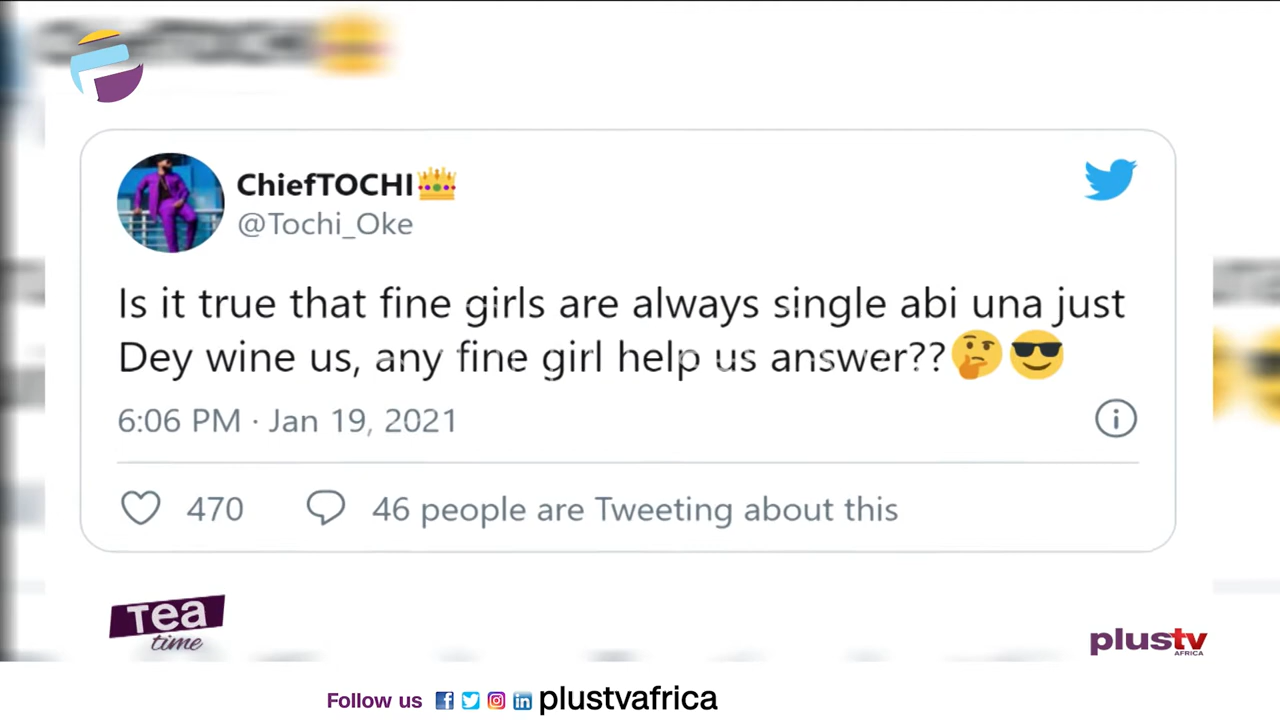 ChiefTOCHI👑
@Tochi_Oke
Is it true that fine girls are always single abi una just
Dey wine us, any fine girl help us answer??🤔😎
6:06 PM · Jan 19, 2021
470 46 people are Tweeting about this
Tea
time
plustv
AFRICA
Follow us plustvafrica